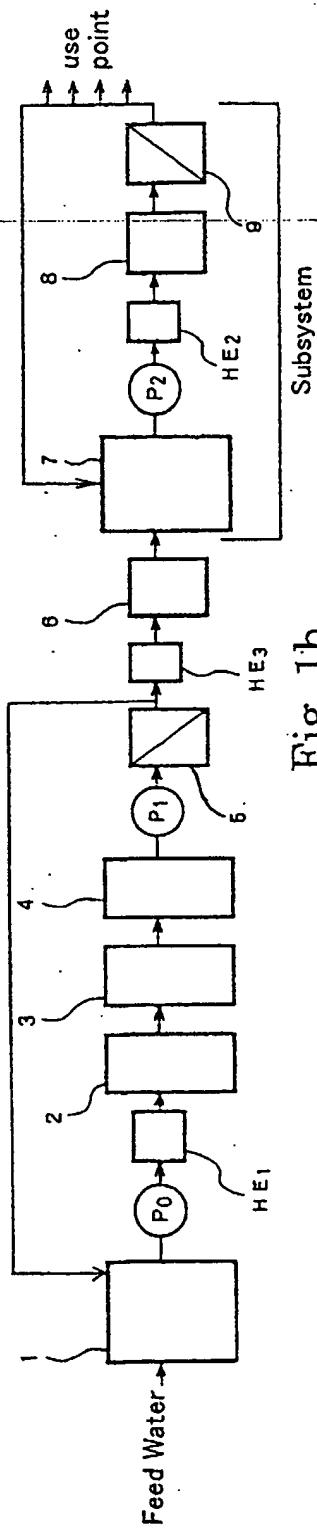 Feed Water
1
P0
HE1
2
3
4
P1
5
HE3
6
7
P2
HE2
8
9
use
point
Subsystem
Fig. 1b